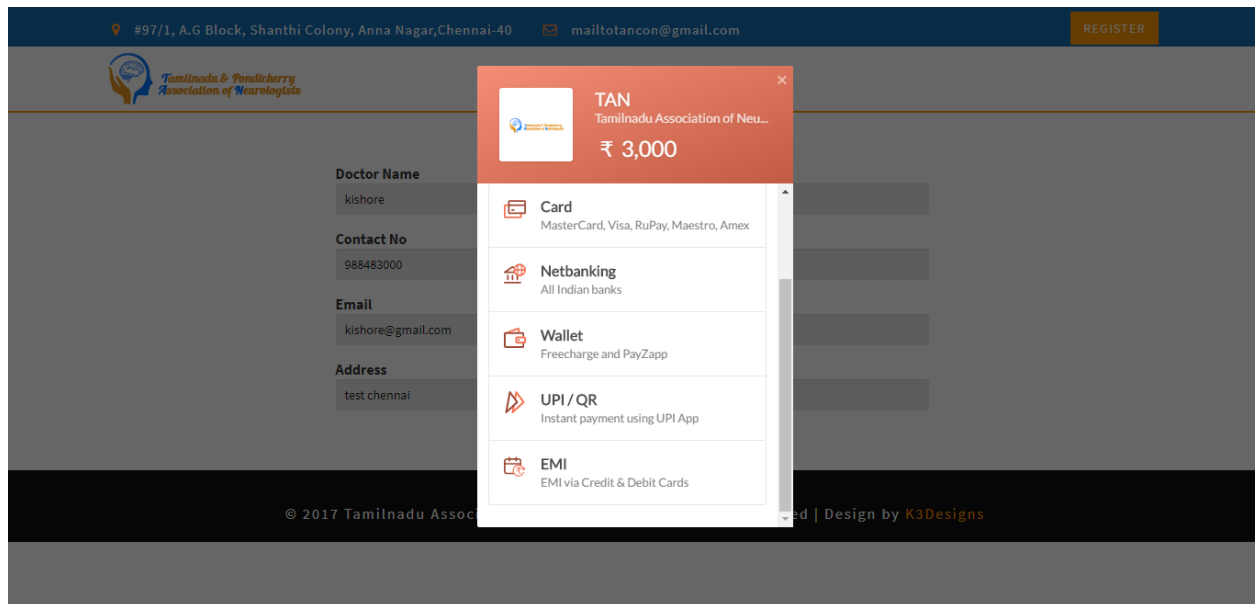 #97/1, A.G Block, Shanthi Colony, Anna Nagar,Chennai-40
mailtotancon@gmail.com
REGISTER
Tamilnadu & Pondicherry
Association of Neurologists
TAN
Tamilnadu Association of Neu...
₹ 3,000
Doctor Name
kishore
Contact No
988483000
Email
kishore@gmail.com
Address
test chennai
Card
MasterCard, Visa, RuPay, Maestro, Amex
Netbanking
All Indian banks
Wallet
Freecharge and PayZapp
UPI / QR
Instant payment using UPI App
EMI
EMI via Credit & Debit Cards
© 2017 Tamilnadu Assoc
ed | Design by K3Designs